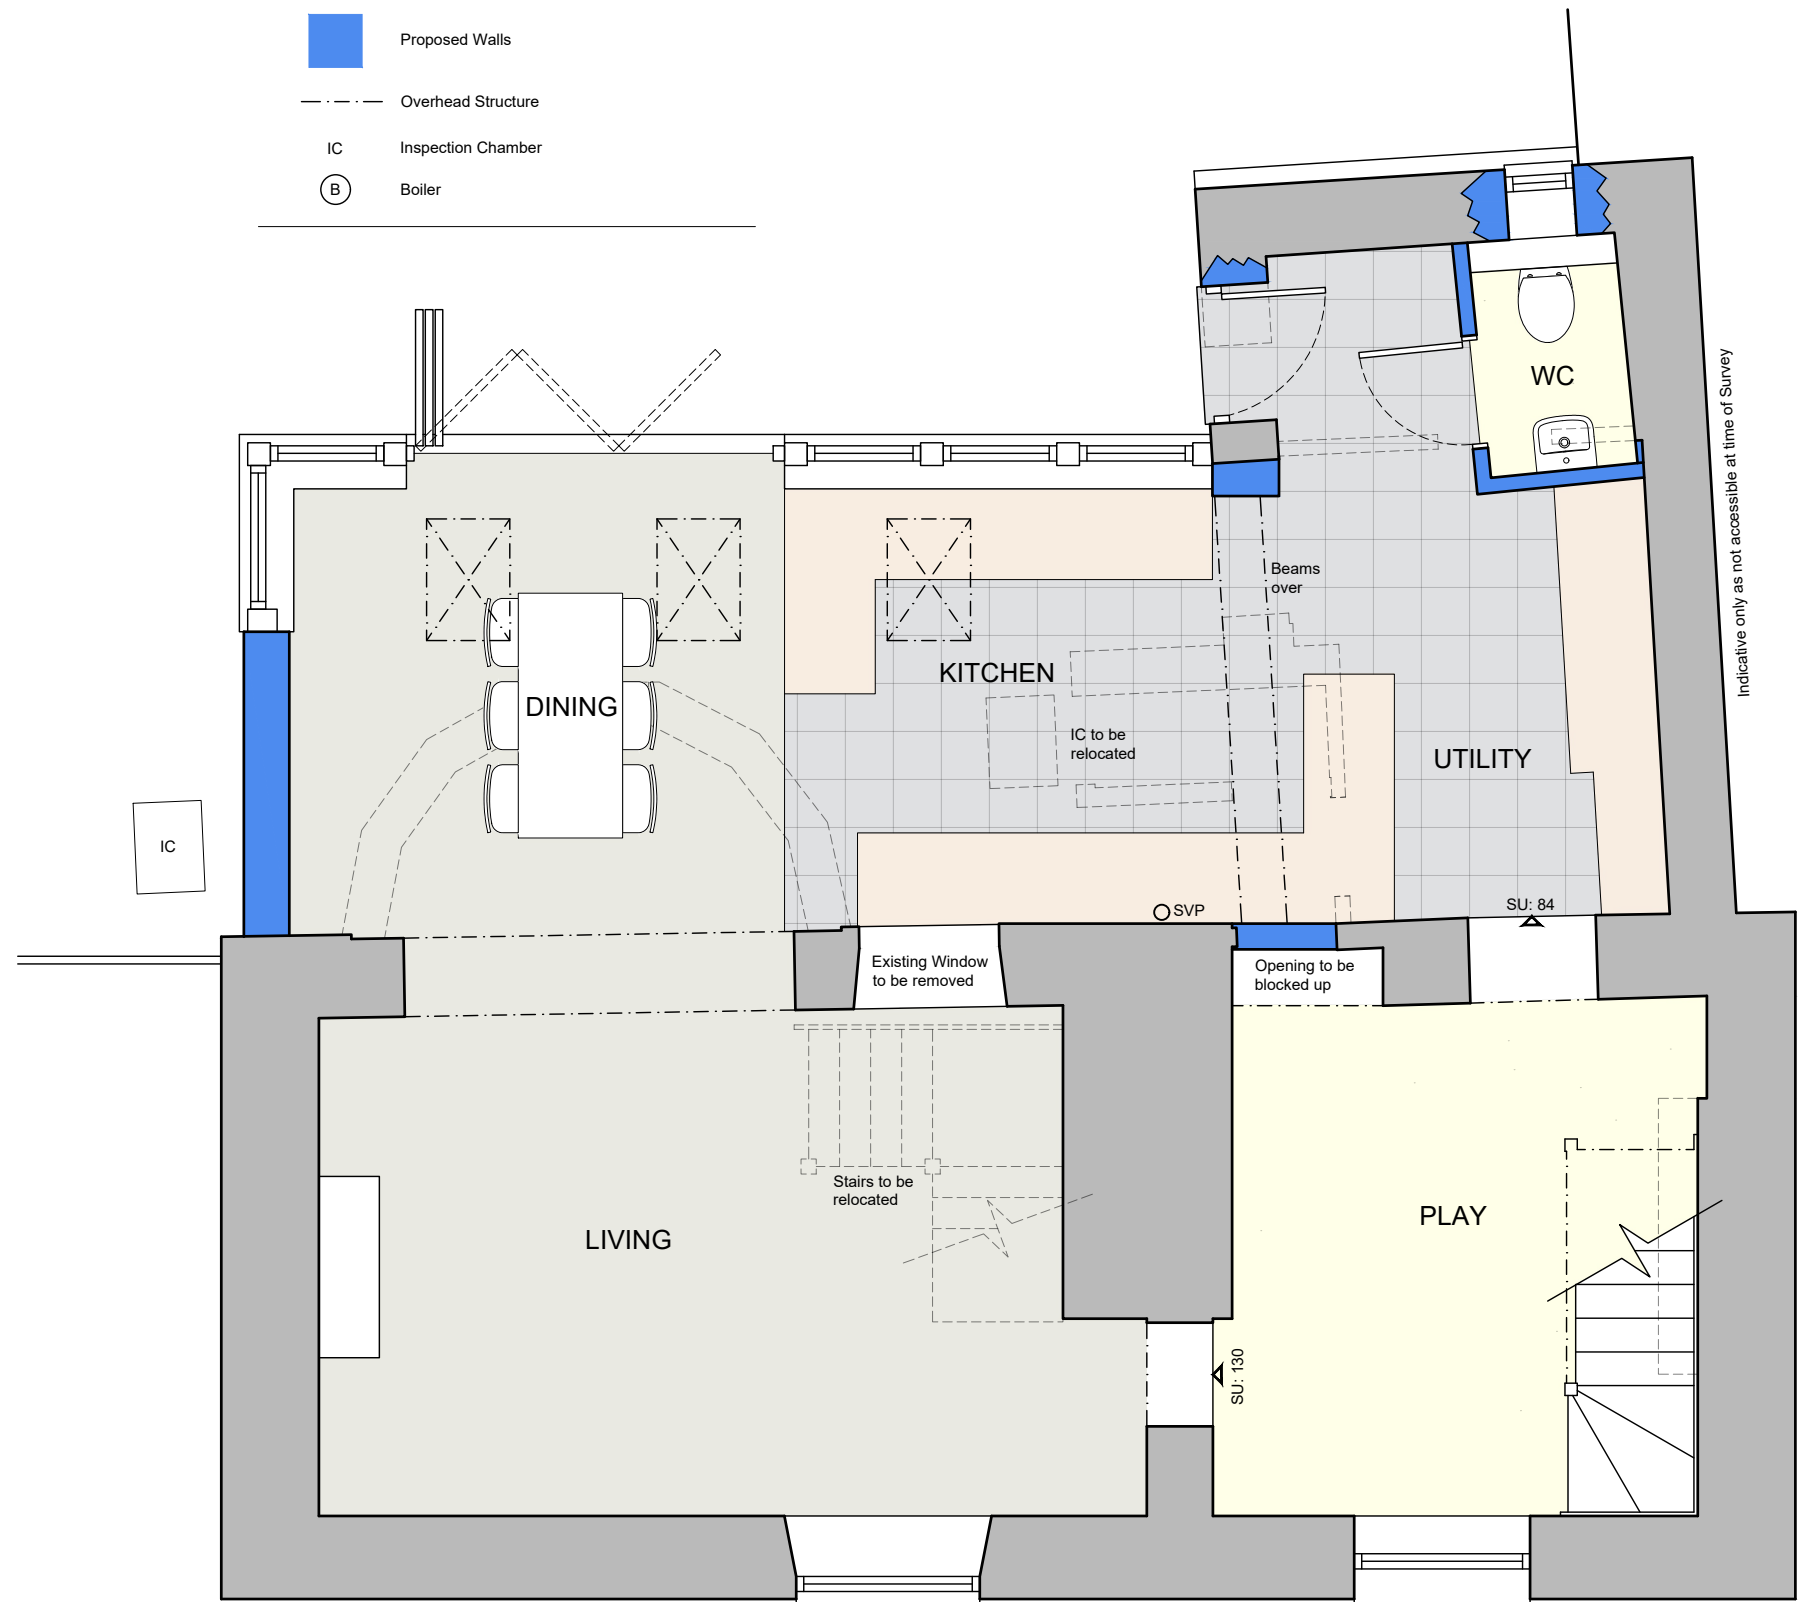 Proposed Walls
Overhead Structure
IC
Inspection Chamber
B
Boiler
WC
Indicative only as not accessible at time of Survey
Beams
over
KITCHEN
DINING
IC to be
relocated
UTILITY
IC
SVP
SU: 84
Existing Window
to be removed
Opening to be
blocked up
Stairs to be
relocated
LIVING
PLAY
SU: 130